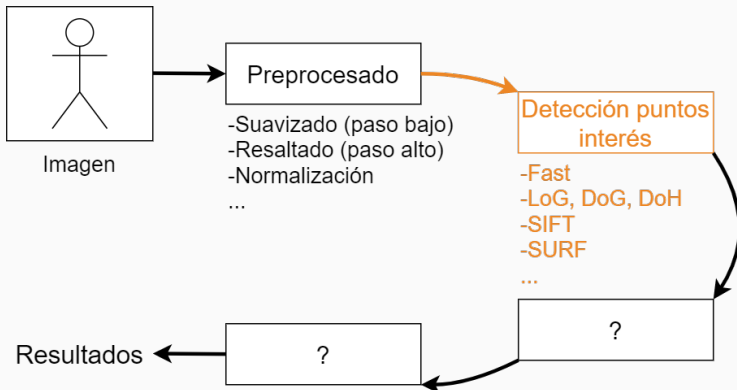 Imagen
Preprocesado
-Suavizado (paso bajo)
-Resaltado (paso alto)
-Normalización
...
Detección puntos
interés
-Fast
-LoG, DoG, DoH
-SIFT
-SURF
...
?
?
Resultados